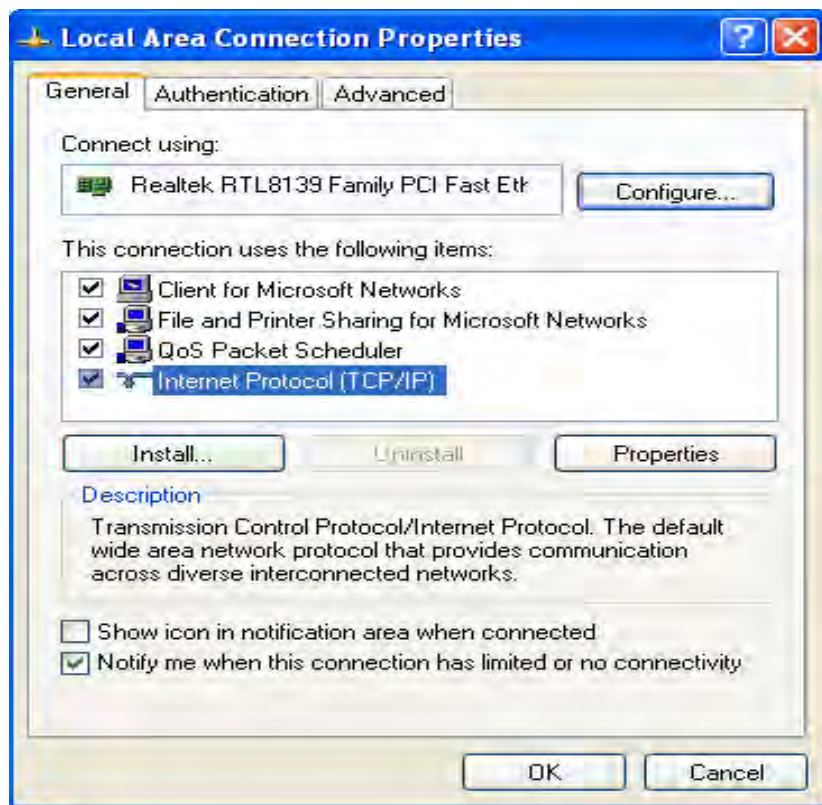 Local Area Connection Properties
General Authentication Advanced
Connect using:
Realtek RTL8139 Family PCI Fast Eth
Configure...
This connection uses the following items:
Client for Microsoft Networks
File and Printer Sharing for Microsoft Networks
QoS Packet Scheduler
Internet Protocol (TCP/IP)
Install... Uninstall Properties
Description
Transmission Control Protocol/Internet Protocol. The default
wide area network protocol that provides communication
across diverse interconnected networks.
Show icon in notification area when connected
Notify me when this connection has limited or no connectivity
OK Cancel